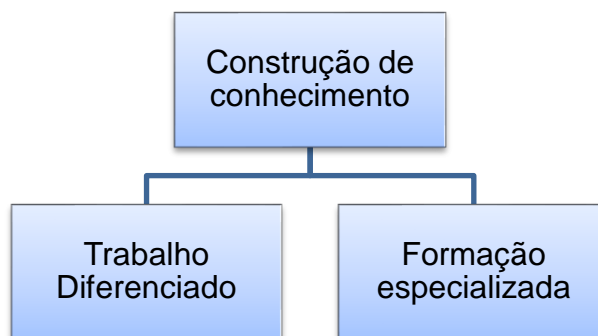 Construção de
conhecimento
Trabalho
Diferenciado
Formação
especializada